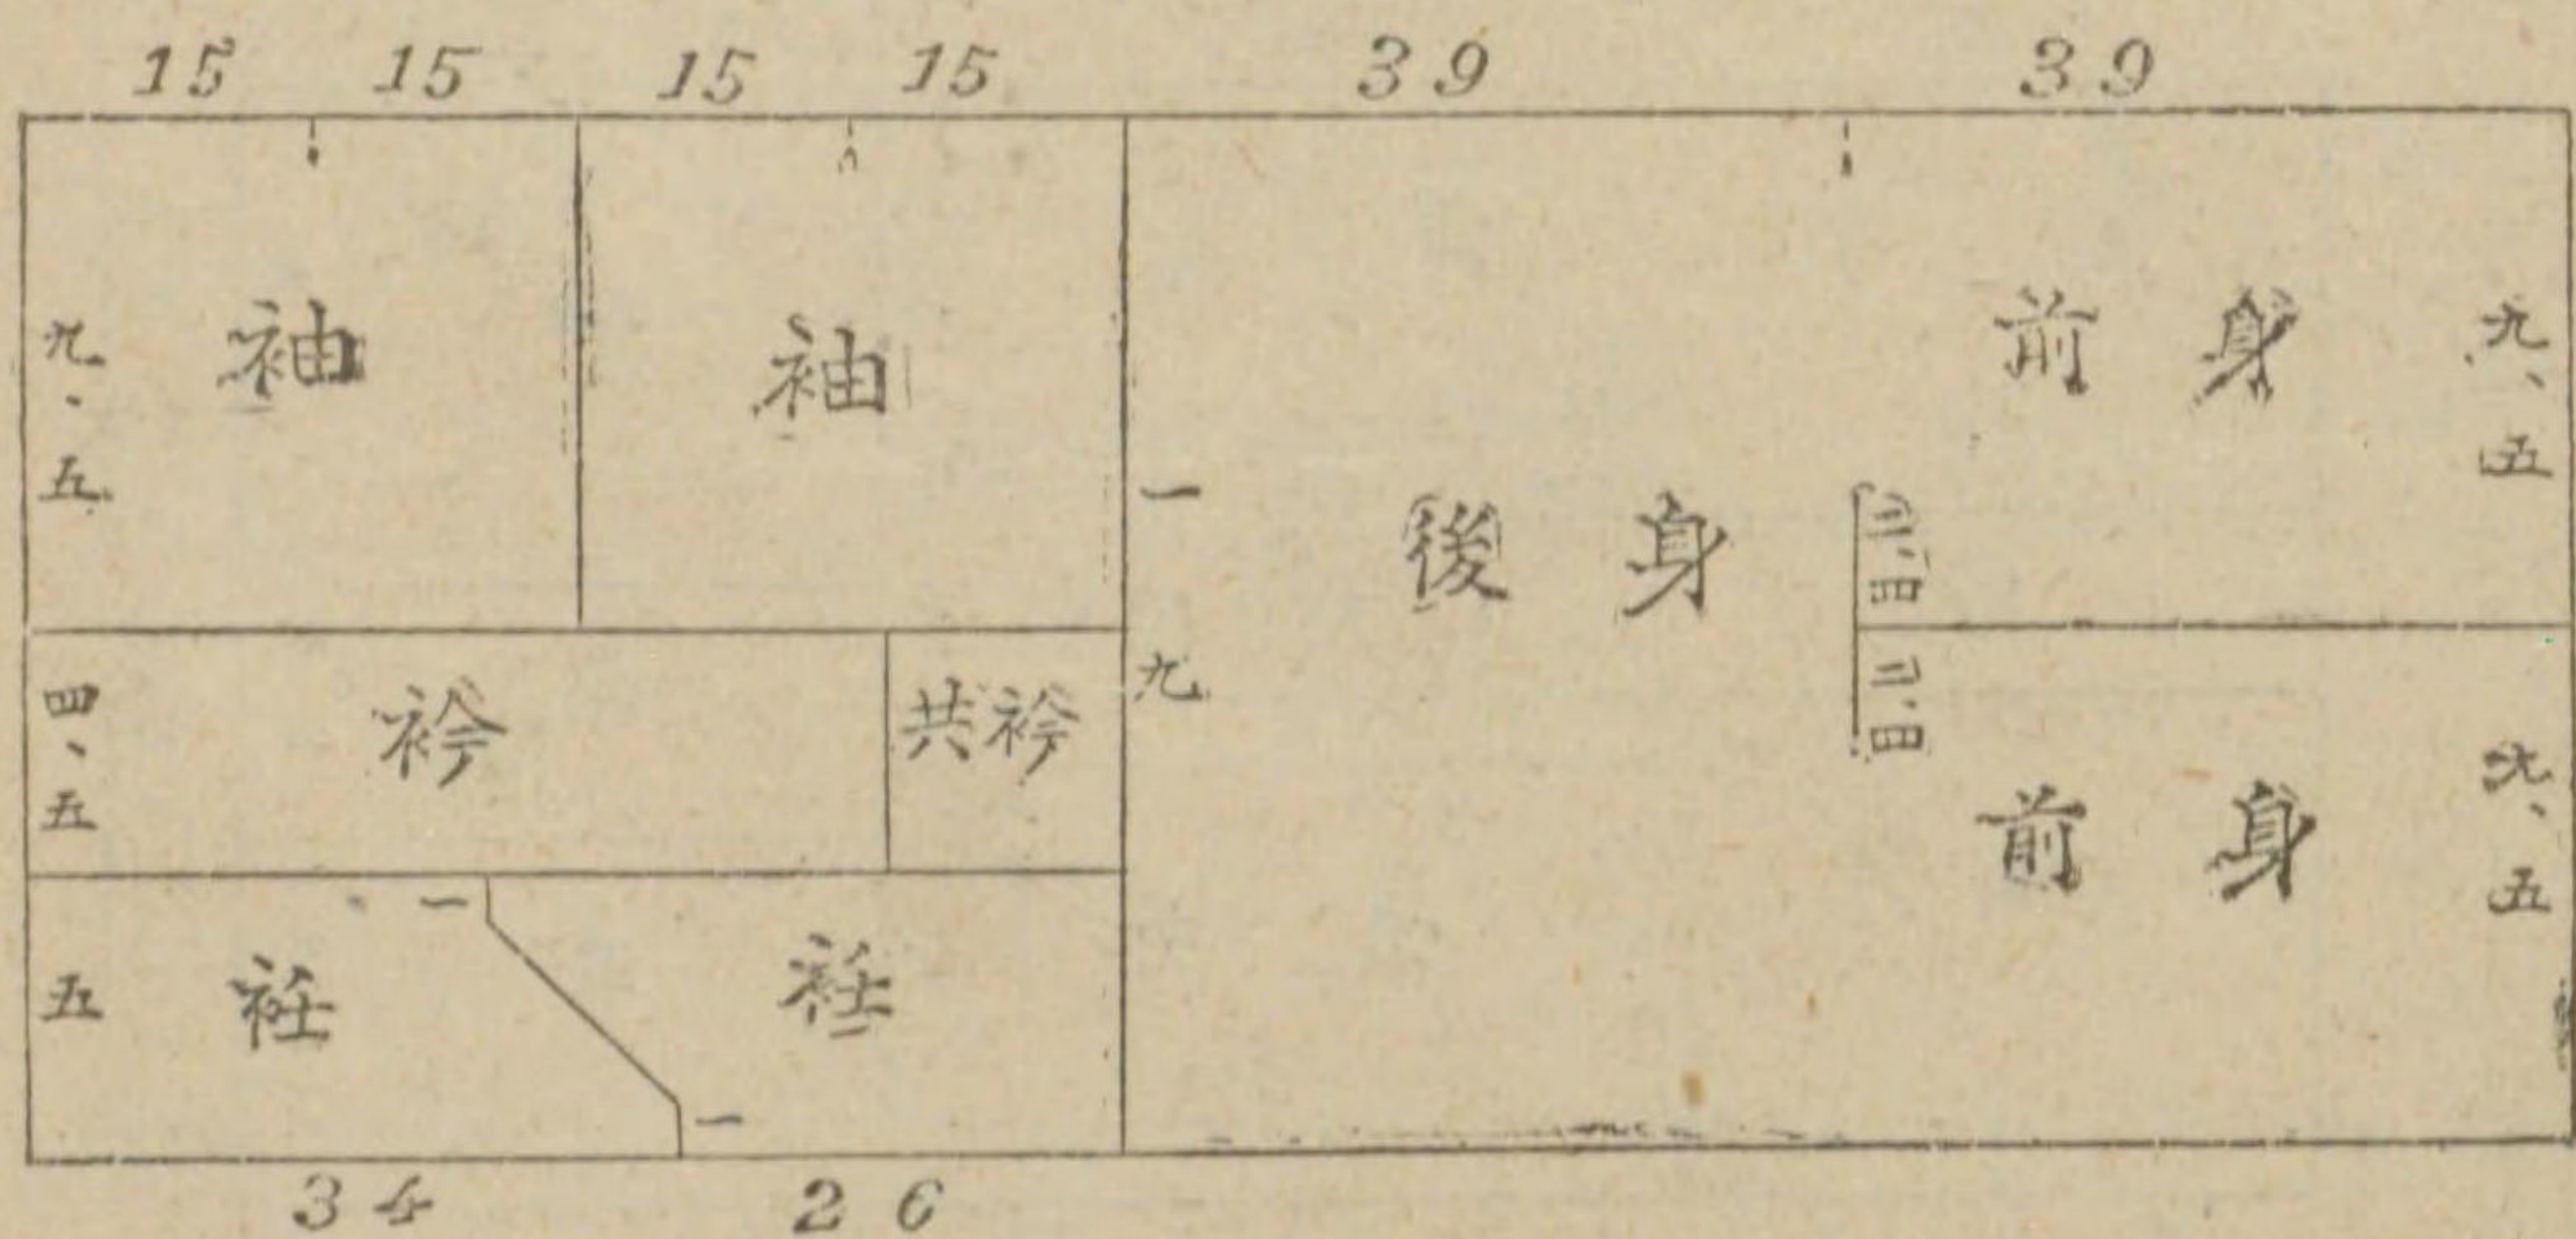 15 15 15 15 39 39
袖
袖
後身
前身
前身
九、五
九、五
九、五
一九
二、四
二、四
四、五
衿
共衿
五
衽
衽
一
一
34 26